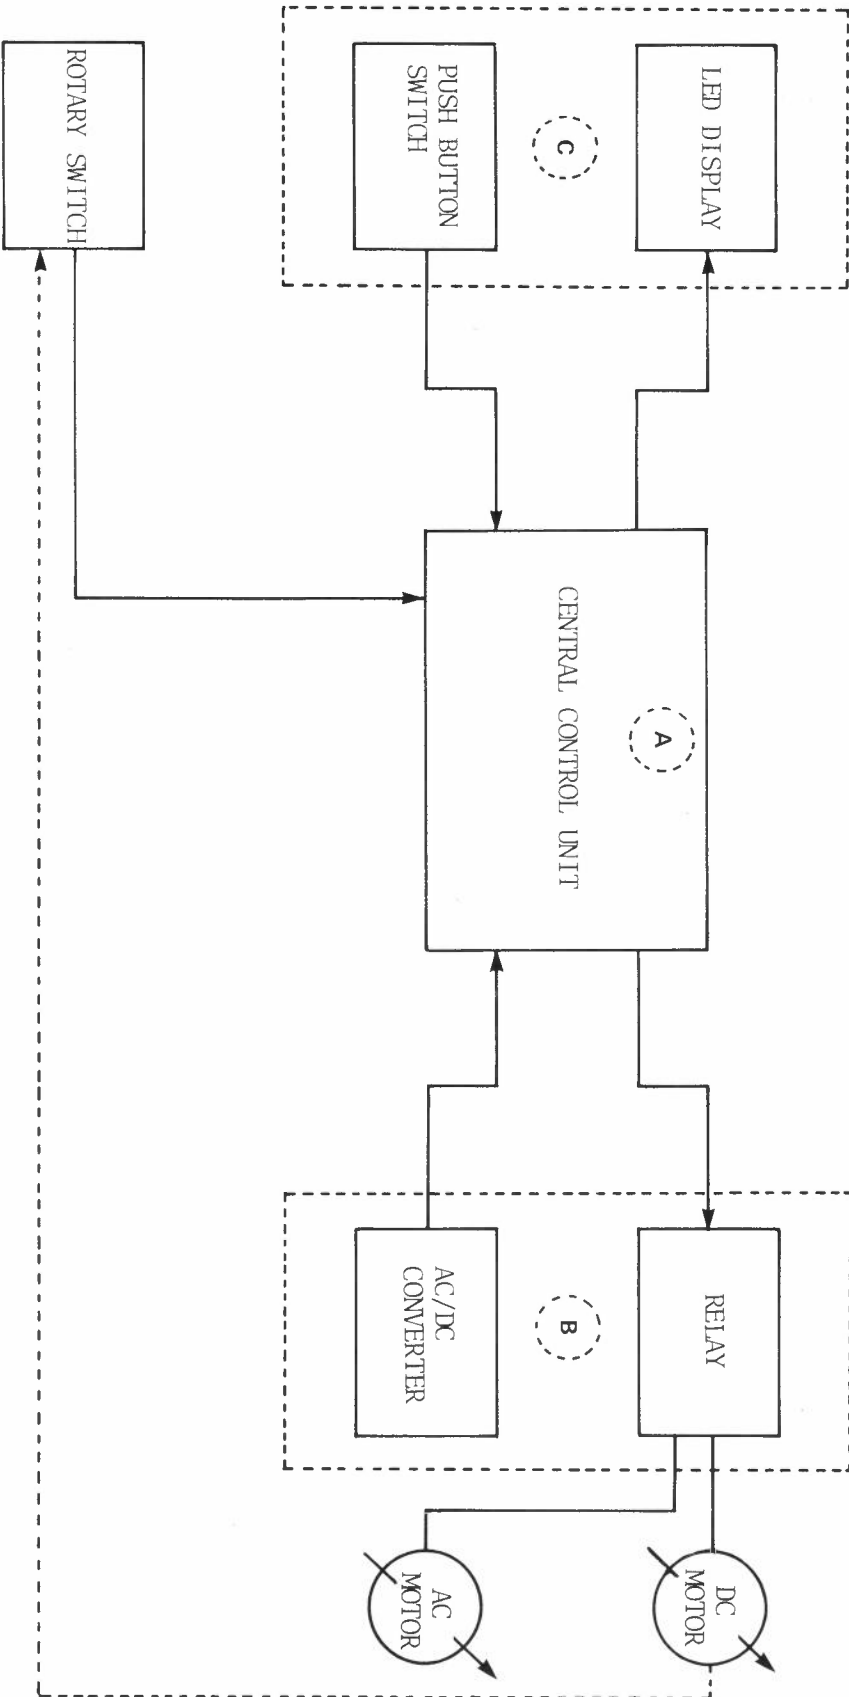 LED DISPLAY
C
PUSH BUTTON
SWITCH
ROTARY SWITCH
A
CENTRAL CONTROL UNIT
RELAY
B
AC/DC
CONVERTER
DC
MOTOR
AC
MOTOR